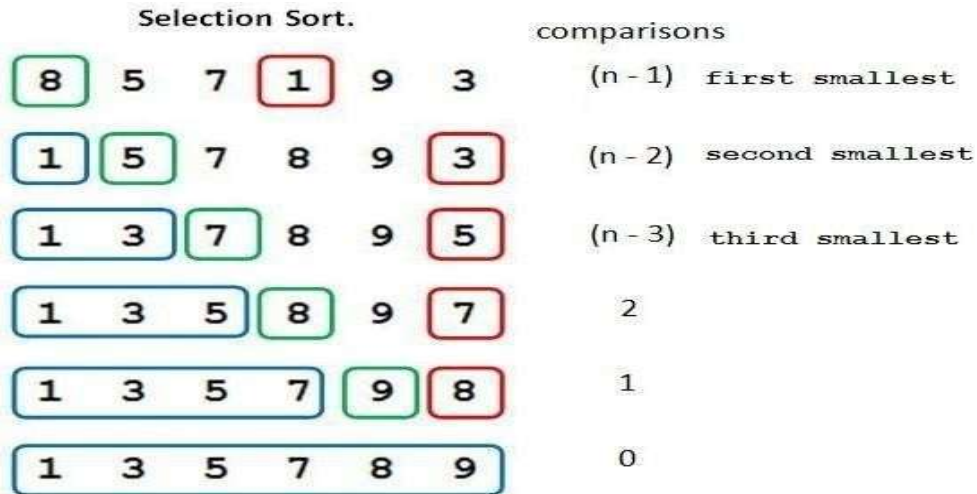 Selection Sort.
comparisons
8 5 7 1 9 3 (n - 1) first smallest
1 5 7 8 9 3 (n - 2) second smallest
1 3 7 8 9 5 (n - 3) third smallest
1 3 5 8 9 7 2
1 3 5 7 9 8 1
1 3 5 7 8 9 0